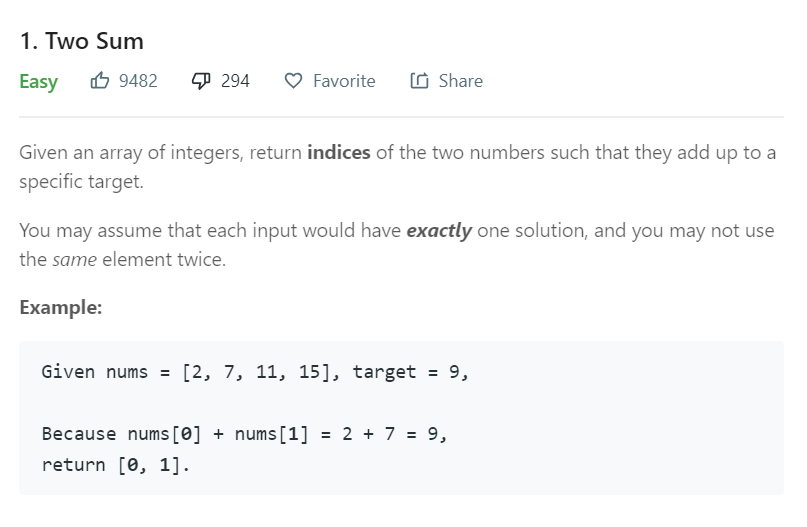 1. Two Sum
Easy 9482 294 Favorite Share
Given an array of integers, return indices of the two numbers such that they add up to a
specific target.
You may assume that each input would have exactly one solution, and you may not use
the same element twice.
Example:
Given nums = [2, 7, 11, 15], target = 9,
Because nums[0] + nums[1] = 2 + 7 = 9,
return [0, 1].